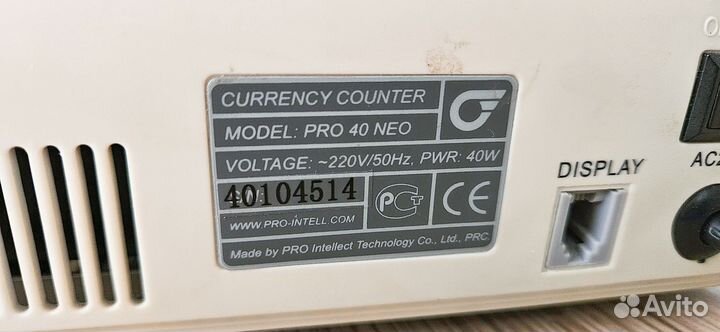 CURRENCY COUNTER
MODEL: PRO 40 NEO
VOLTAGE: ~220V/50Hz, PWR: 40W
40104514
WWW.PRO-INTELL.COM
PCT
CE
Made by PRO Intellect Technology Co., Ltd., PRC.
DISPLAY
Avito